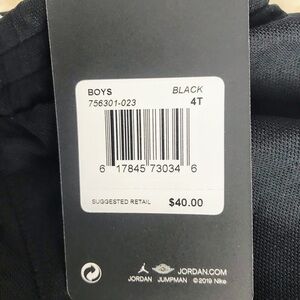 BOYS BLACK
756301-023 4T
6 17845 73034 6
SUGGESTED RETAIL $40.00
JORDAN.COM
JORDAN JUMPMAN © 2019 Nike